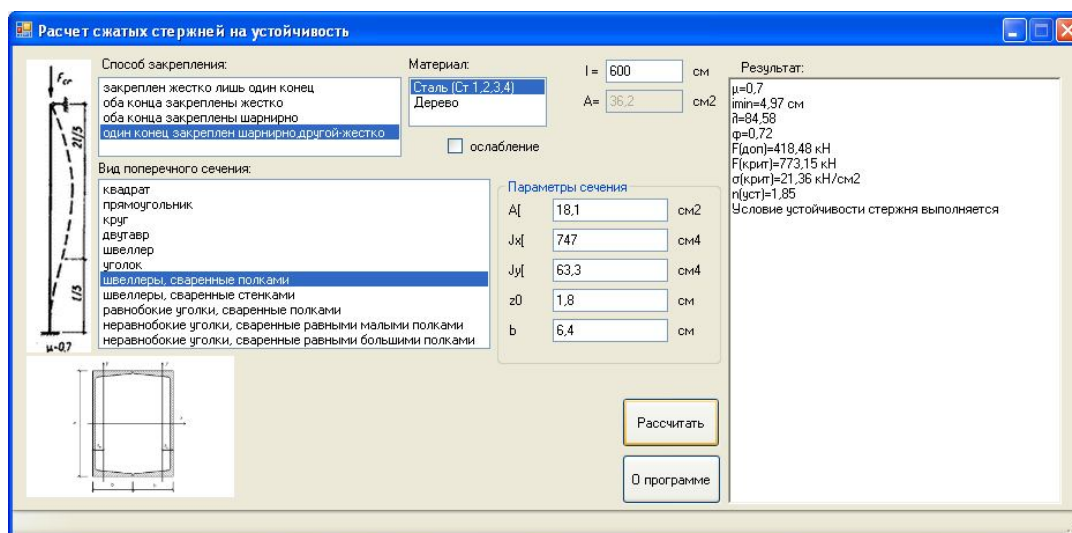 Расчет сжатых стержней на устойчивость
Fcr
2l/3
l/3
μ=0,7
Способ закрепления:
закреплен жестко лишь один конец
оба конца закреплены жестко
оба конца закреплены шарнирно
один конец закреплен шарнирно,другой-жестко
Материал:
Сталь (Ст 1,2,3,4)
Дерево
ослабление
l = 600 см
A= 36,2 см2
Вид поперечного сечения:
квадрат
прямоугольник
круг
двутавр
швеллер
уголок
швеллеры, сваренные полками
швеллеры, сваренные стенками
равнобокие уголки, сваренные полками
неравнобокие уголки, сваренные равными малыми полками
неравнобокие уголки, сваренные равными большими полками
Параметры сечения
A[ 18,1 см2
Jx[ 747 см4
Jy[ 63,3 см4
z0 1,8 см
b 6,4 см
Рассчитать
О программе
Результат:
μ=0,7
imin=4,97 см
λ=84,58
φ=0,72
F(доп)=418,48 кН
F(крит)=773,15 кН
σ(крит)=21,36 кН/см2
n(уст)=1,85
Условие устойчивости стержня выполняется